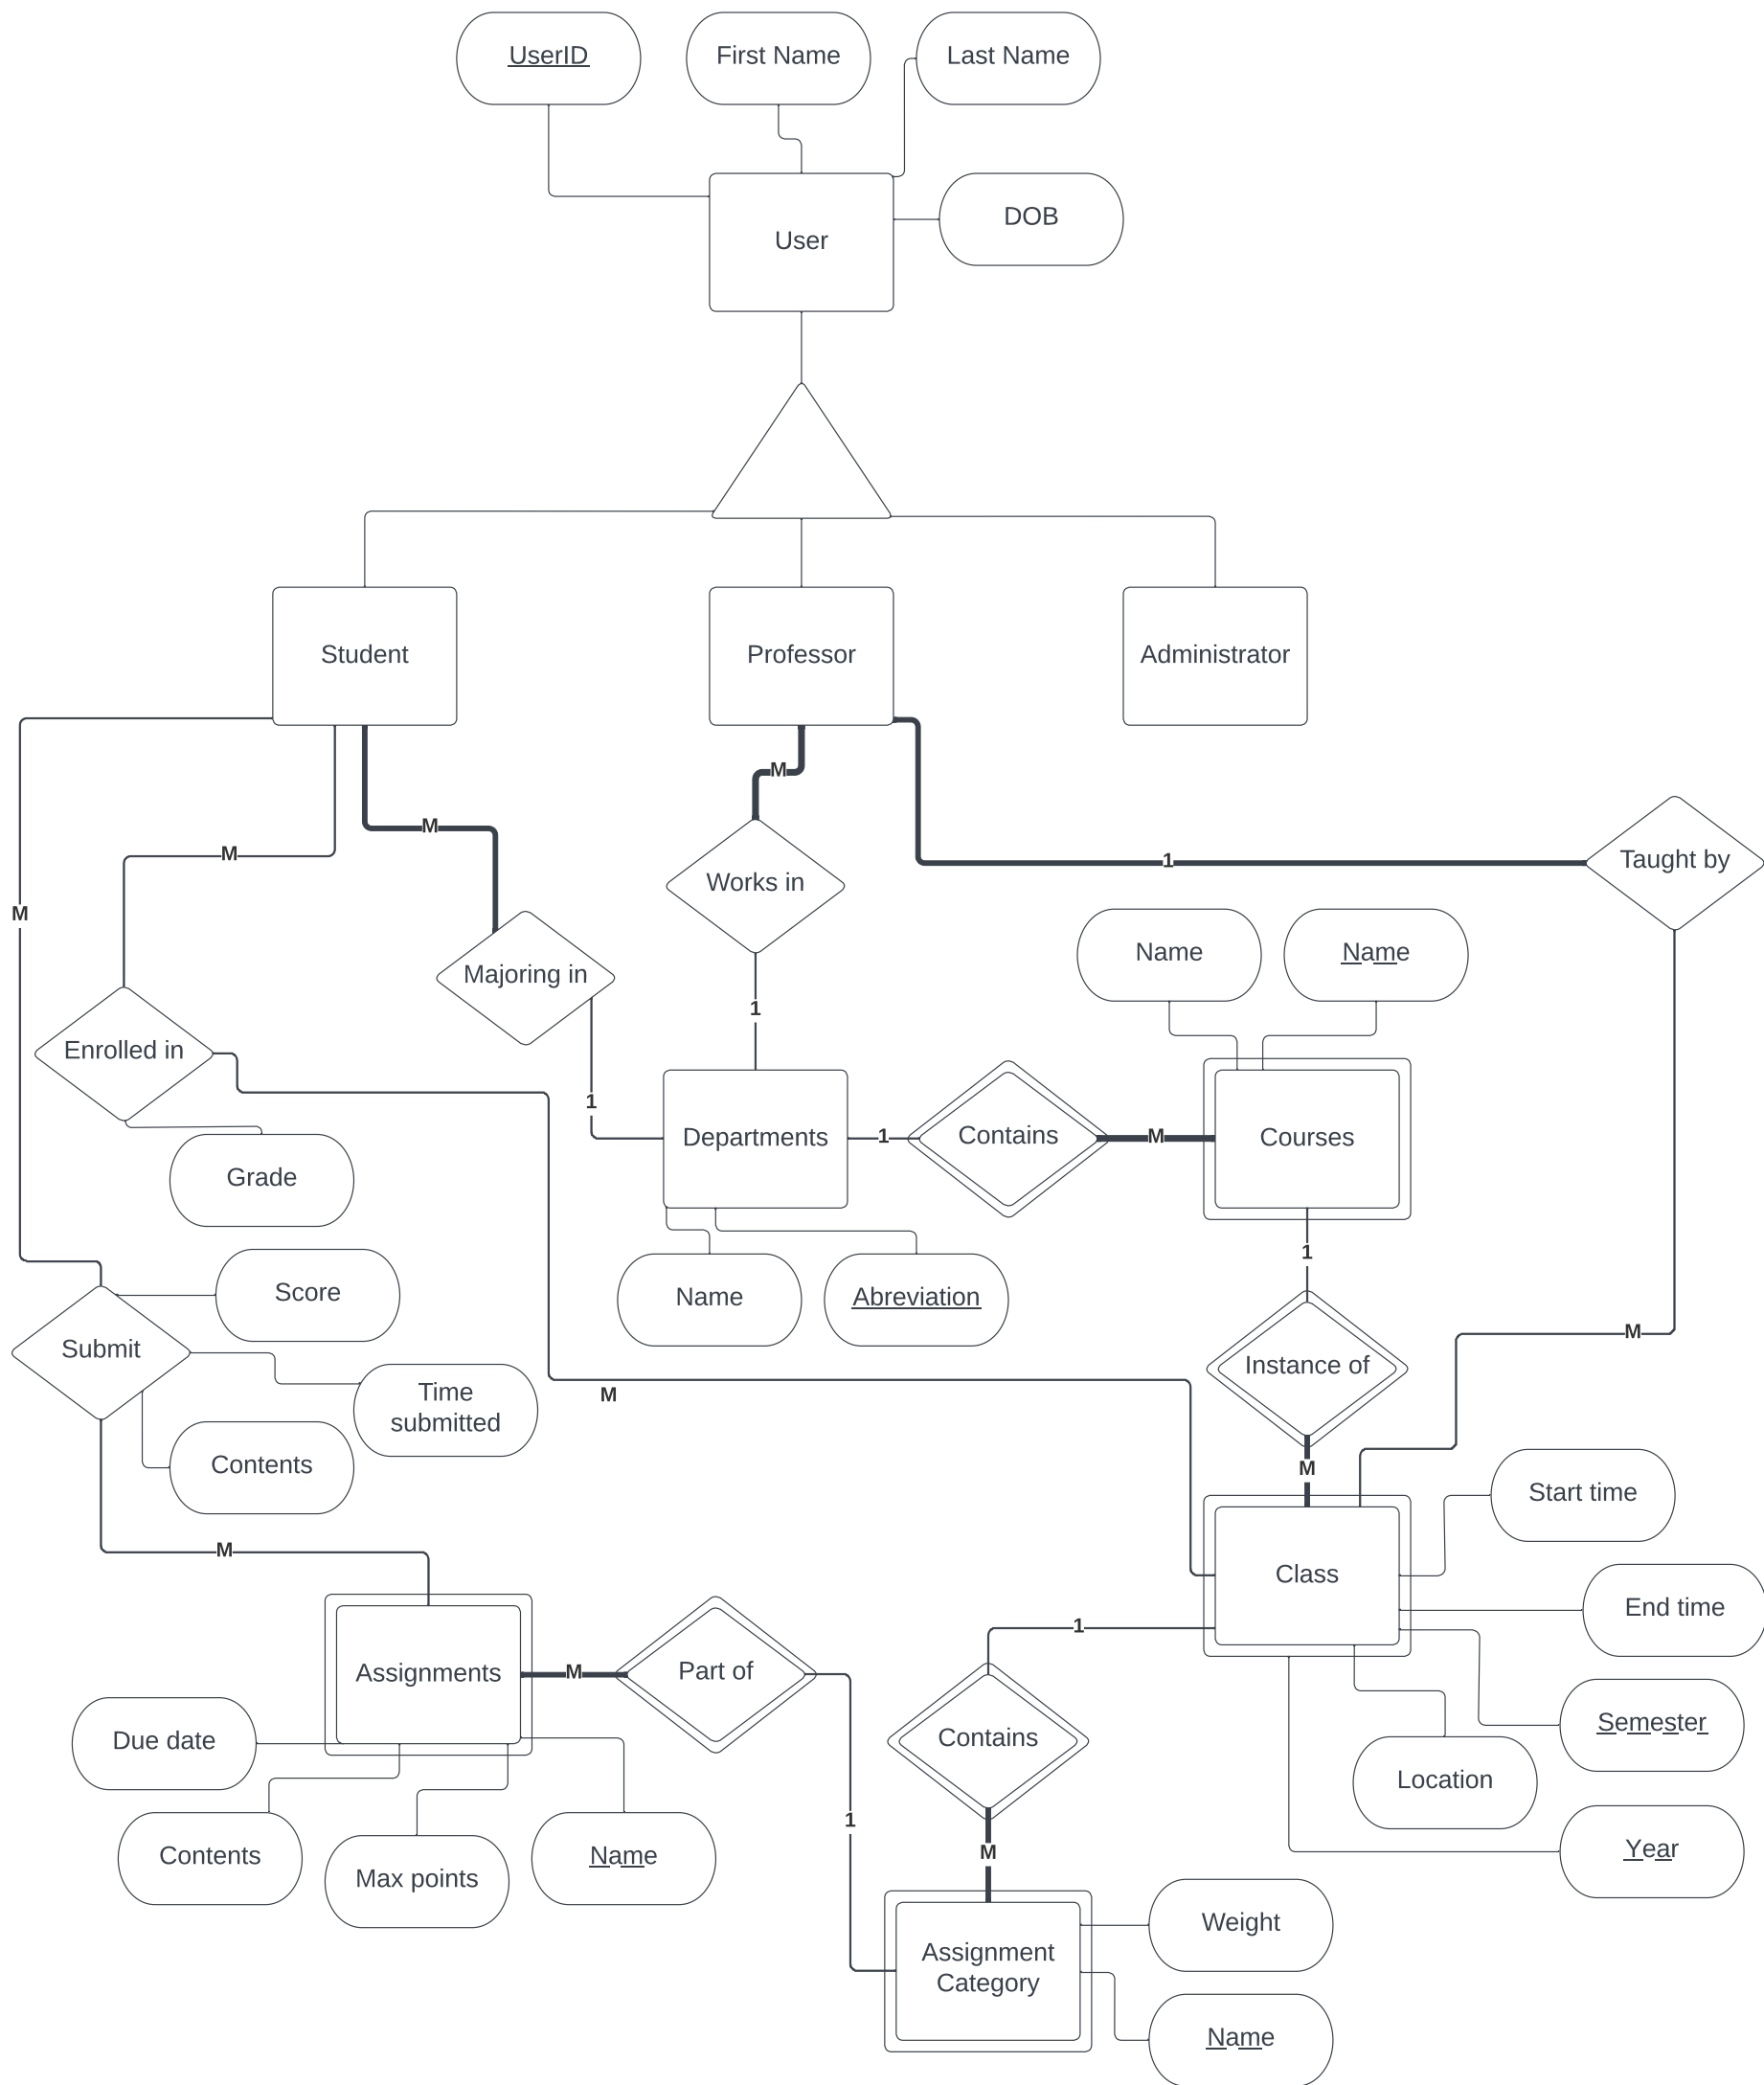 UserID
First Name
Last Name
DOB
User
Student
Professor
Administrator
M
M
M
M
1
Taught by
Works in
Majoring in
Name
Name
Enrolled in
1
1
Departments
1
Contains
M
Courses
Grade
Name
Abreviation
1
Score
Submit
Time
submitted
Contents
M
Instance of
M
M
Start time
M
Class
End time
Assignments
M
Part of
1
Contains
Semester
Due date
Location
Contents
Max points
Name
1
M
Year
Weight
Assignment
Category
Name